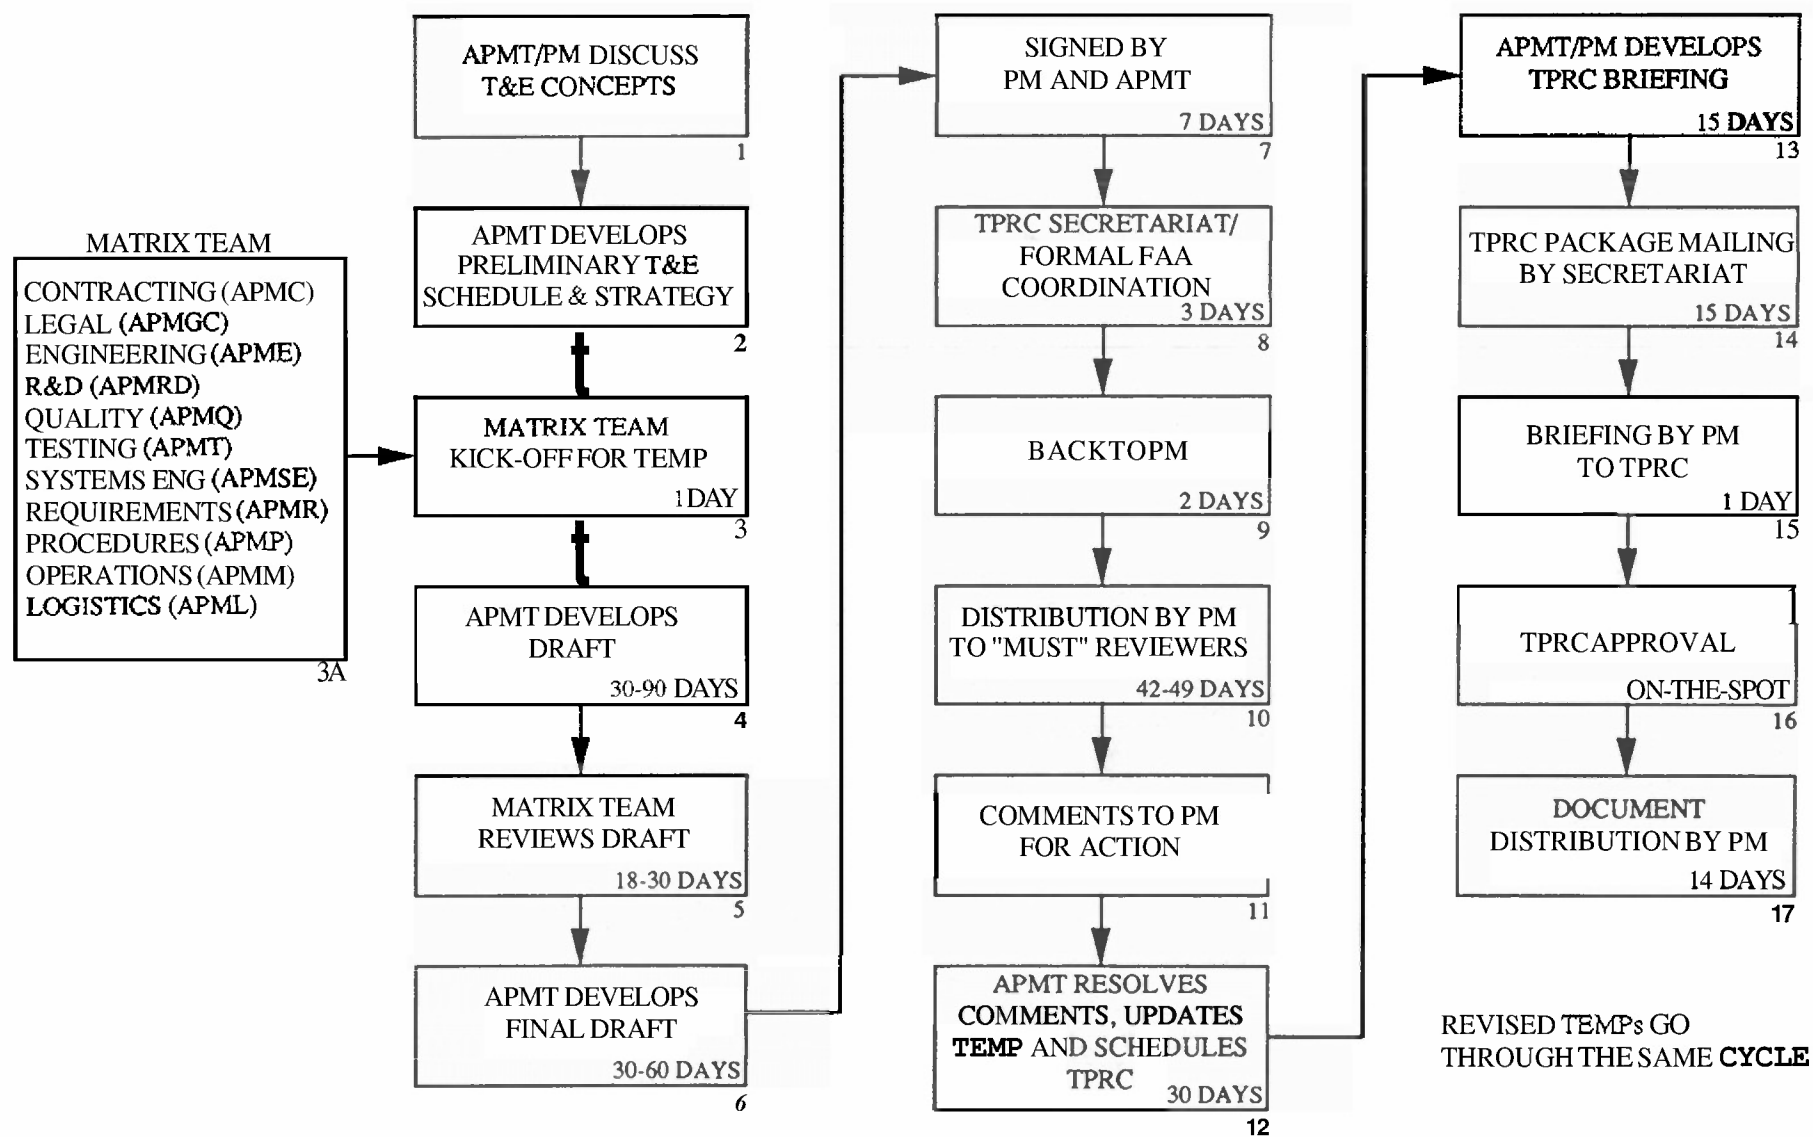 APMT/PM DISCUSS
T&E CONCEPTS
1
APMT DEVELOPS
PRELIMINARY T&E
SCHEDULE & STRATEGY
2
MATRIX TEAM
CONTRACTING (APMC)
LEGAL (APMGC)
ENGINEERING (APME)
R&D (APMRD)
QUALITY (APMQ)
TESTING (APMT)
SYSTEMS ENG (APMSE)
REQUIREMENTS (APMR)
PROCEDURES (APMP)
OPERATIONS (APMM)
LOGISTICS (APML)
3A
MATRIX TEAM
KICK-OFF FOR TEMP
1 DAY
3
APMT DEVELOPS
DRAFT
30-90 DAYS
4
MATRIX TEAM
REVIEWS DRAFT
18-30 DAYS
5
APMT DEVELOPS
FINAL DRAFT
30-60 DAYS
6
SIGNED BY
PM AND APMT
7 DAYS
7
TPRC SECRETARIAT/
FORMAL FAA
COORDINATION
3 DAYS
8
BACK TO PM
2 DAYS
9
DISTRIBUTION BY PM
TO "MUST" REVIEWERS
42-49 DAYS
10
COMMENTS TO PM
FOR ACTION
11
APMT RESOLVES
COMMENTS, UPDATES
TEMP AND SCHEDULES
TPRC
30 DAYS
12
APMT/PM DEVELOPS
TPRC BRIEFING
15 DAYS
13
TPRC PACKAGE MAILING
BY SECRETARIAT
15 DAYS
14
BRIEFING BY PM
TO TPRC
1 DAY
15
TPRC APPROVAL
ON-THE-SPOT
16
DOCUMENT
DISTRIBUTION BY PM
14 DAYS
17
REVISED TEMPs GO
THROUGH THE SAME CYCLE